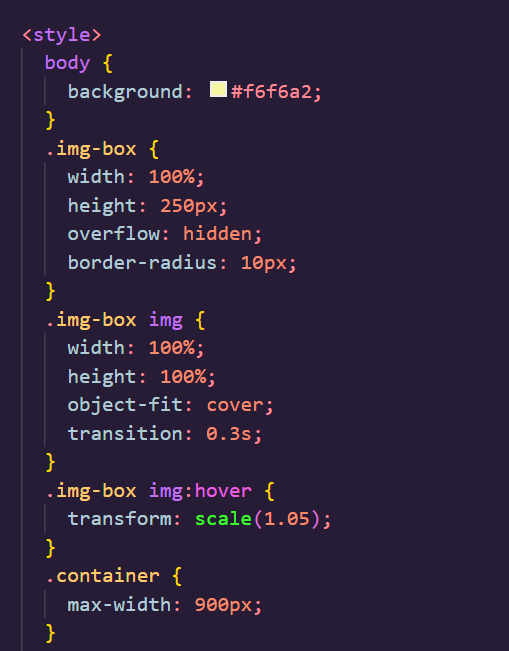 <style>
body {
background: #f6f6a2;
}
.img-box {
width: 100%;
height: 250px;
overflow: hidden;
border-radius: 10px;
}
.img-box img {
width: 100%;
height: 100%;
object-fit: cover;
transition: 0.3s;
}
.img-box img:hover {
transform: scale(1.05);
}
.container {
max-width: 900px;
}